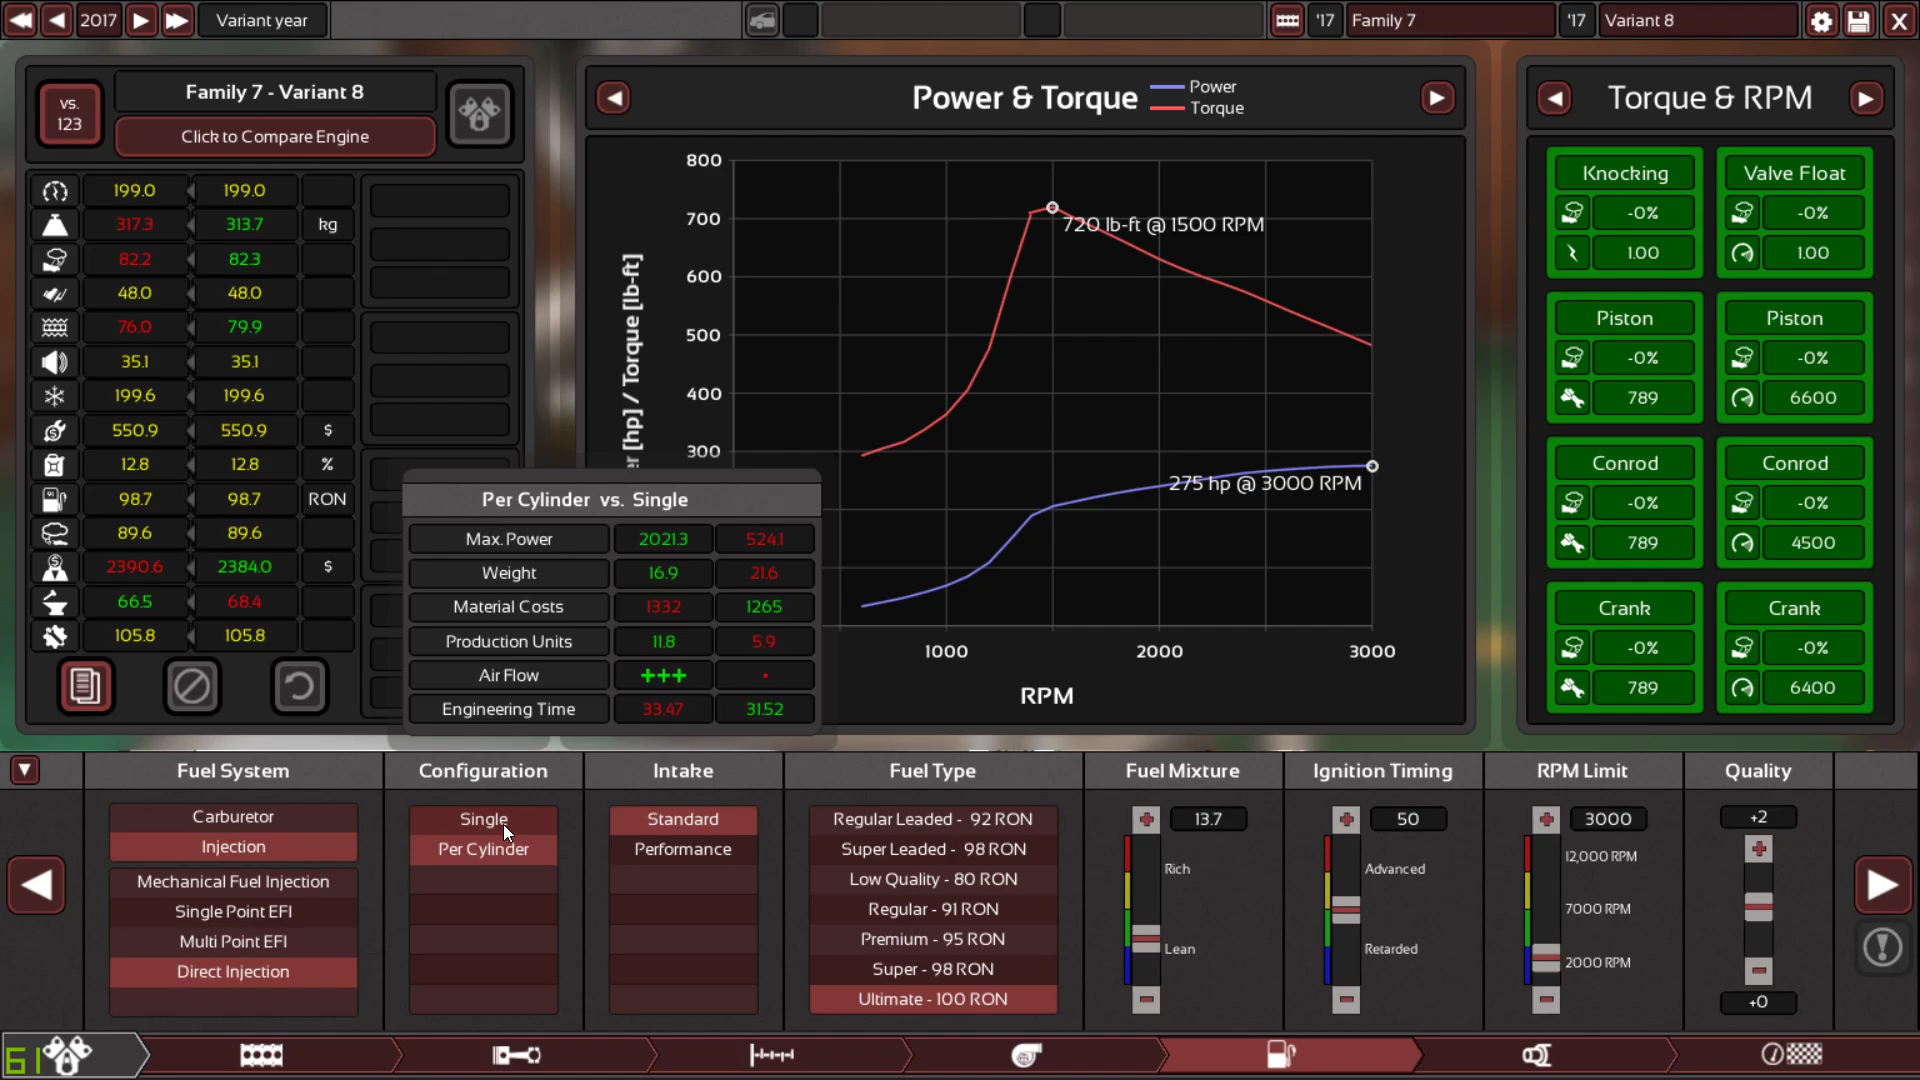 2017
Variant year
'17
Family 7
'17
Variant 8
vs.
123
Family 7 - Variant 8
Click to Compare Engine
199.0 199.0
317.3 313.7 kg
82.2 82.3
48.0 48.0
76.0 79.9
35.1 35.1
199.6 199.6
550.9 550.9 $
12.8 12.8 %
98.7 98.7 RON
89.6 89.6
2390.6 2384.0 $
66.5 68.4
105.8 105.8
Power & Torque
Power
Torque
er [hp] / Torque [lb-ft]
800
700
600
500
400
300
720 lb-ft @ 1500 RPM
275 hp @ 3000 RPM
1000 2000 3000
RPM
Per Cylinder vs. Single
Max. Power 2021.3 524.1
Weight 16.9 21.6
Material Costs 1332 1265
Production Units 11.8 5.9
Air Flow +++ •
Engineering Time 33.47 31.52
Torque & RPM
Knocking
-0%
1.00
Valve Float
-0%
1.00
Piston
-0%
789
Piston
-0%
6600
Conrod
-0%
789
Conrod
-0%
4500
Crank
-0%
789
Crank
-0%
6400
Fuel System
Carburetor
Injection
Mechanical Fuel Injection
Single Point EFI
Multi Point EFI
Direct Injection
Configuration
Single
Per Cylinder
Intake
Standard
Performance
Fuel Type
Regular Leaded - 92 RON
Super Leaded - 98 RON
Low Quality - 80 RON
Regular - 91 RON
Premium - 95 RON
Super - 98 RON
Ultimate - 100 RON
Fuel Mixture
13.7
Rich
Lean
Ignition Timing
50
Advanced
Retarded
RPM Limit
3000
12,000 RPM
7000 RPM
2000 RPM
Quality
+2
+0
61